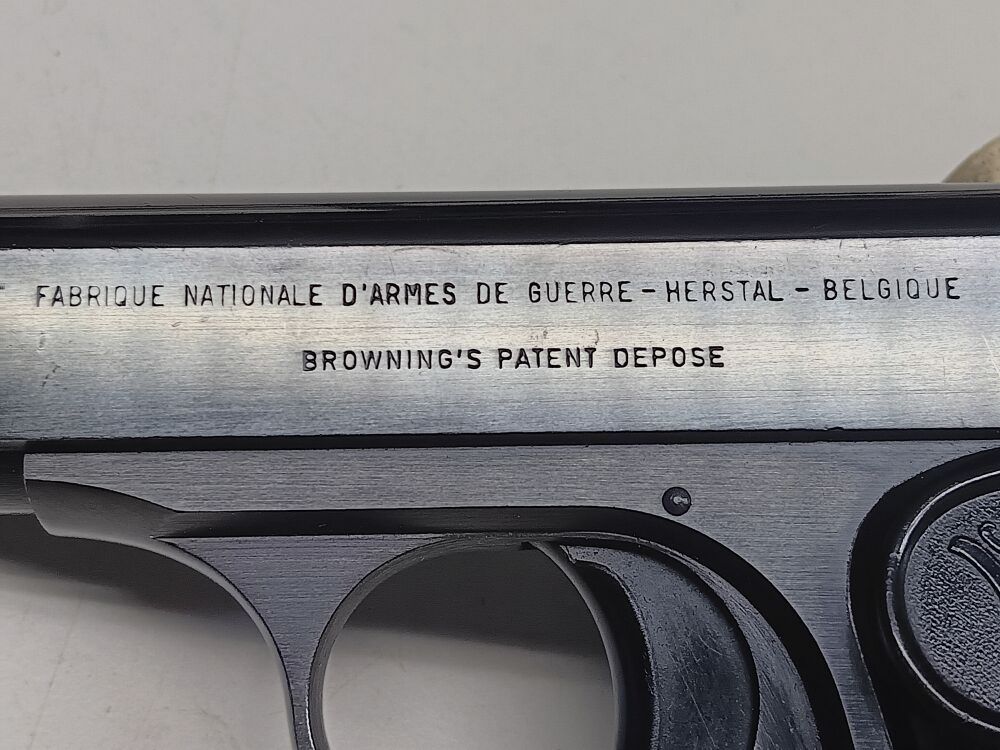 FABRIQUE NATIONALE D'ARMES DE GUERRE - HERSTAL - BELGIQUE
BROWNING'S PATENT DEPOSE